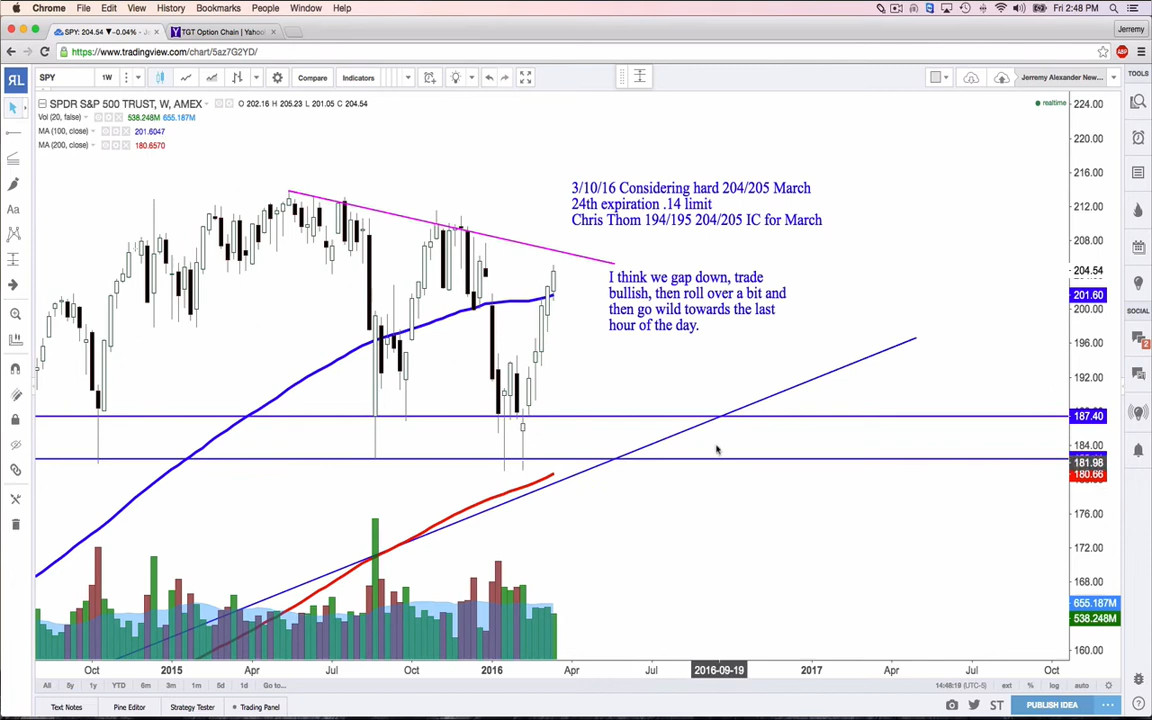 Chrome File Edit View History Bookmarks People Window Help
Fri 2:48 PM
SPY: 204.54 ▼-0.04%
TGT Option Chain | Yahoo!
Jerremy
https://www.tradingview.com/chart/5az7G2YD/
SPY 1W Compare Indicators Jerremy Alexander New...
TOOLS
SPDR S&P 500 TRUST, W, AMEX O 202.16 H 205.23 L 201.05 C 204.54
realtime
Vol (20, false) 538.248M 655.187M
MA (100, close) 201.6047
MA (200, close) 180.6570
3/10/16 Considering hard 204/205 March
24th expiration .14 limit
Chris Thom 194/195 204/205 IC for March
I think we gap down, trade
bullish, then roll over a bit and
then go wild towards the last
hour of the day.
224.00
220.00
216.00
212.00
208.00
204.54
201.60
200.00
196.00
192.00
187.40
184.00
181.98
180.66
176.00
172.00
168.00
655.187M
538.248M
160.00
SOCIAL
2
Oct 2015 Apr Jul Oct 2016 Apr Jul 2016-09-19 2017 Apr Jul Oct
All 5y 1y YTD 6m 3m 1m 5d 1d Go to...
14:48:19 (UTC-5) ext % log auto
Text Notes Pine Editor Strategy Tester Trading Panel
ST PUBLISH IDEA